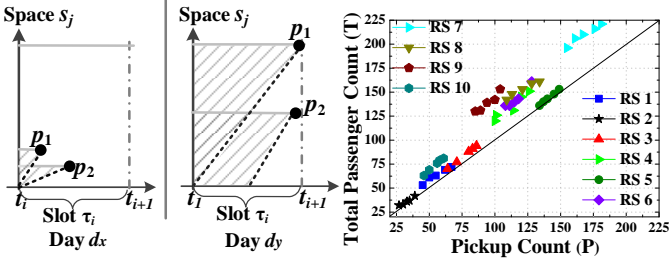 Space sj
p1
p2
ti
ti+1
Slot τi
Day dx
Space sj
p1
p2
t1
ti+1
Slot τi
Day dy
Total Passenger Count (T)
225
200
175
150
125
100
75
50
25
25 50 75 100 125 150 175 200 225
Pickup Count (P)
RS 7
RS 8
RS 9
RS 10
RS 1
RS 2
RS 3
RS 4
RS 5
RS 6